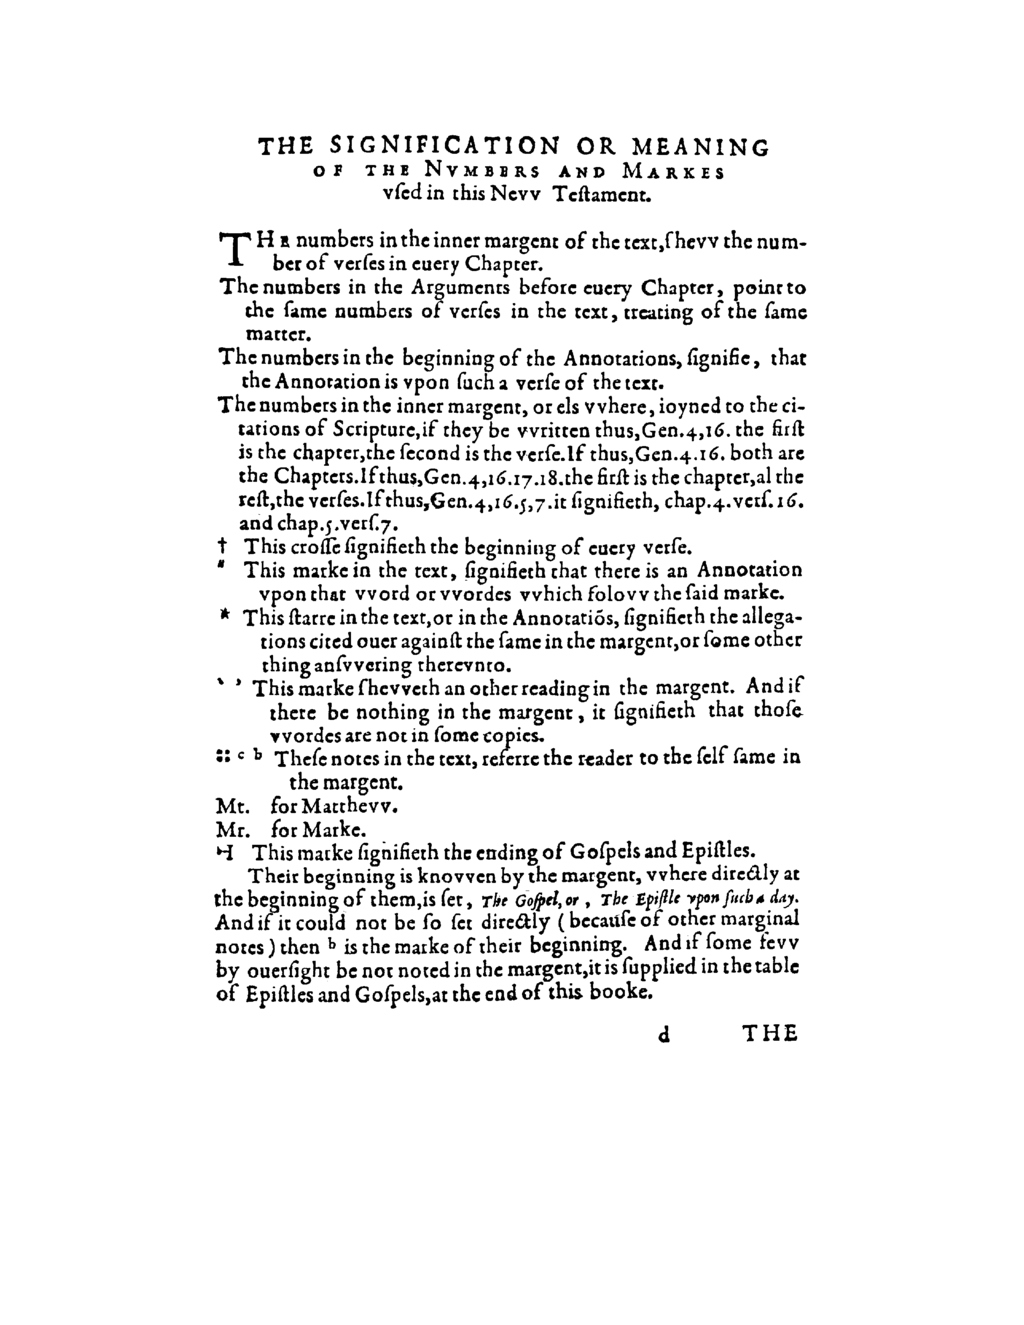 THE SIGNIFICATION OR MEANING
OF THE NVMBERS AND MARKES
vſed in this Nevv Teſtament.
THE numbers in the inner margent of the text, ſhevv the num-
ber of verſes in euery Chapter.
The numbers in the Arguments before euery Chapter, point to
the ſame numbers of verſes in the text, treating of the ſame
matter.
The numbers in the beginning of the Annotations, ſignifie, that
the Annotation is vpon ſuch a verſe of the text.
The numbers in the inner margent, or els vvhere, ioyned to the ci-
tations of Scripture, if they be vvritten thus, Gen.4,16. the firſt
is the chapter, the ſecond is the verſe. If thus, Gen.4.16. both are
the Chapters. If thus, Gen.4,16.17.18. the firſt is the chapter, al the
reſt, the verſes. If thus, Gen.4,16.5,7. it ſignifieth, chap.4. verſ.16.
and chap.5. verſ.7.
† This croſſe ſignifieth the beginning of euery verſe.
" This marke in the text, ſignifieth that there is an Annotation
vpon that vvord or vvordes vvhich folovv the ſaid marke.
* This ſtarre in the text, or in the Annotatiõs, ſignifieth the allega-
tions cited ouer againſt the ſame in the margent, or ſome other
thing anſvvering therevnto.
‵ ′ This marke ſhevveth an other reading in the margent. And if
there be nothing in the margent, it ſignifieth that thoſe
vvordes are not in ſome copies.
:: c b Theſe notes in the text, referre the reader to the ſelf ſame in
the margent.
Mt. for Matthevv.
Mr. for Marke.
⊣ This marke ſignifieth the ending of Goſpels and Epiſtles.
Their beginning is knovven by the margent, vvhere directly at
the beginning of them, is ſet, The Goſpel, or, The Epiſtle vpon ſuch a day.
And if it could not be ſo ſet directly (becauſe of other marginal
notes) then b is the marke of their beginning. And if ſome fevv
by ouerſight be not noted in the margent, it is ſupplied in the table
of Epiſtles and Goſpels, at the end of this booke.
d THE